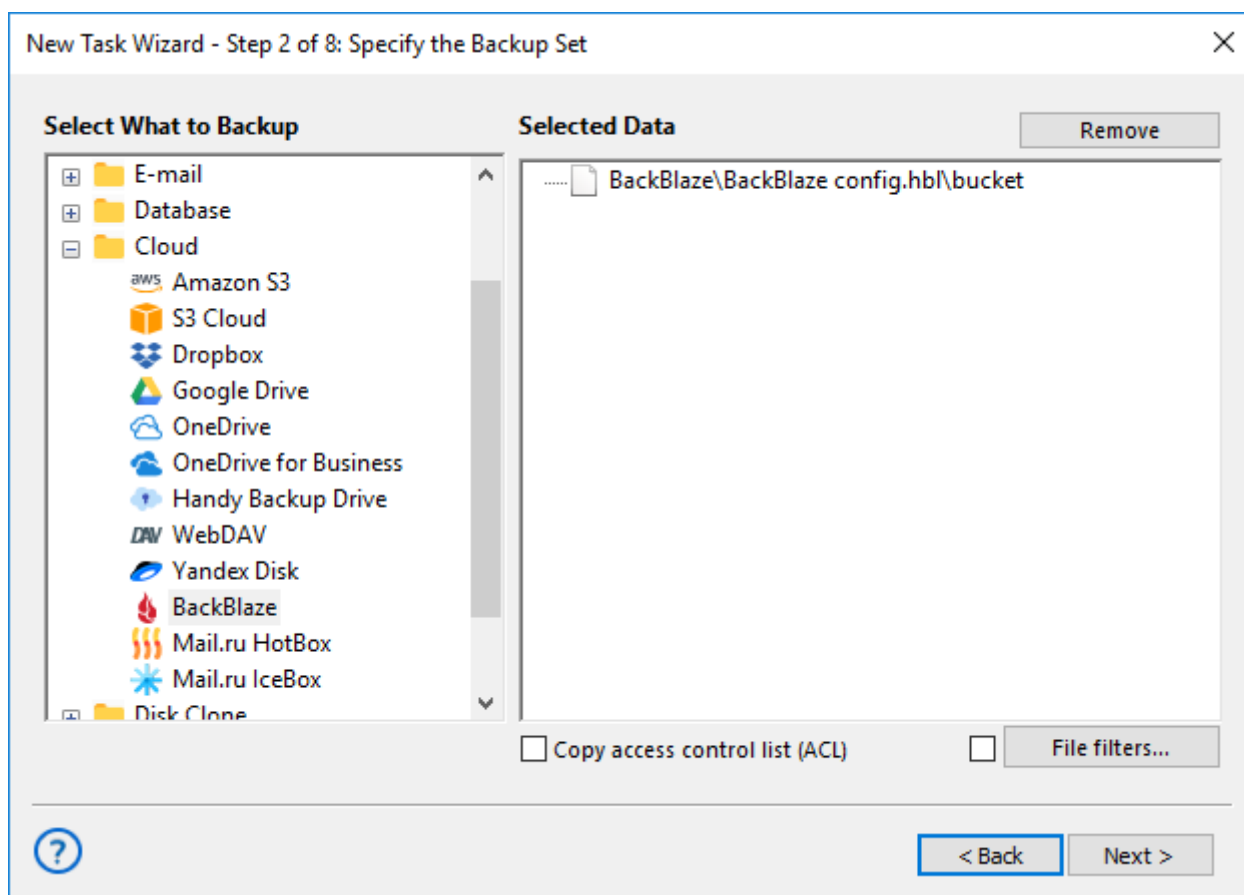 New Task Wizard - Step 2 of 8: Specify the Backup Set
Select What to Backup
Selected Data
Remove
E-mail
Database
Cloud
aws Amazon S3
S3 Cloud
Dropbox
Google Drive
OneDrive
OneDrive for Business
Handy Backup Drive
DAV WebDAV
Yandex Disk
BackBlaze
Mail.ru HotBox
Mail.ru IceBox
Disk Clone
BackBlaze\BackBlaze config.hbl\bucket
Copy access control list (ACL)
File filters...
?
< Back
Next >